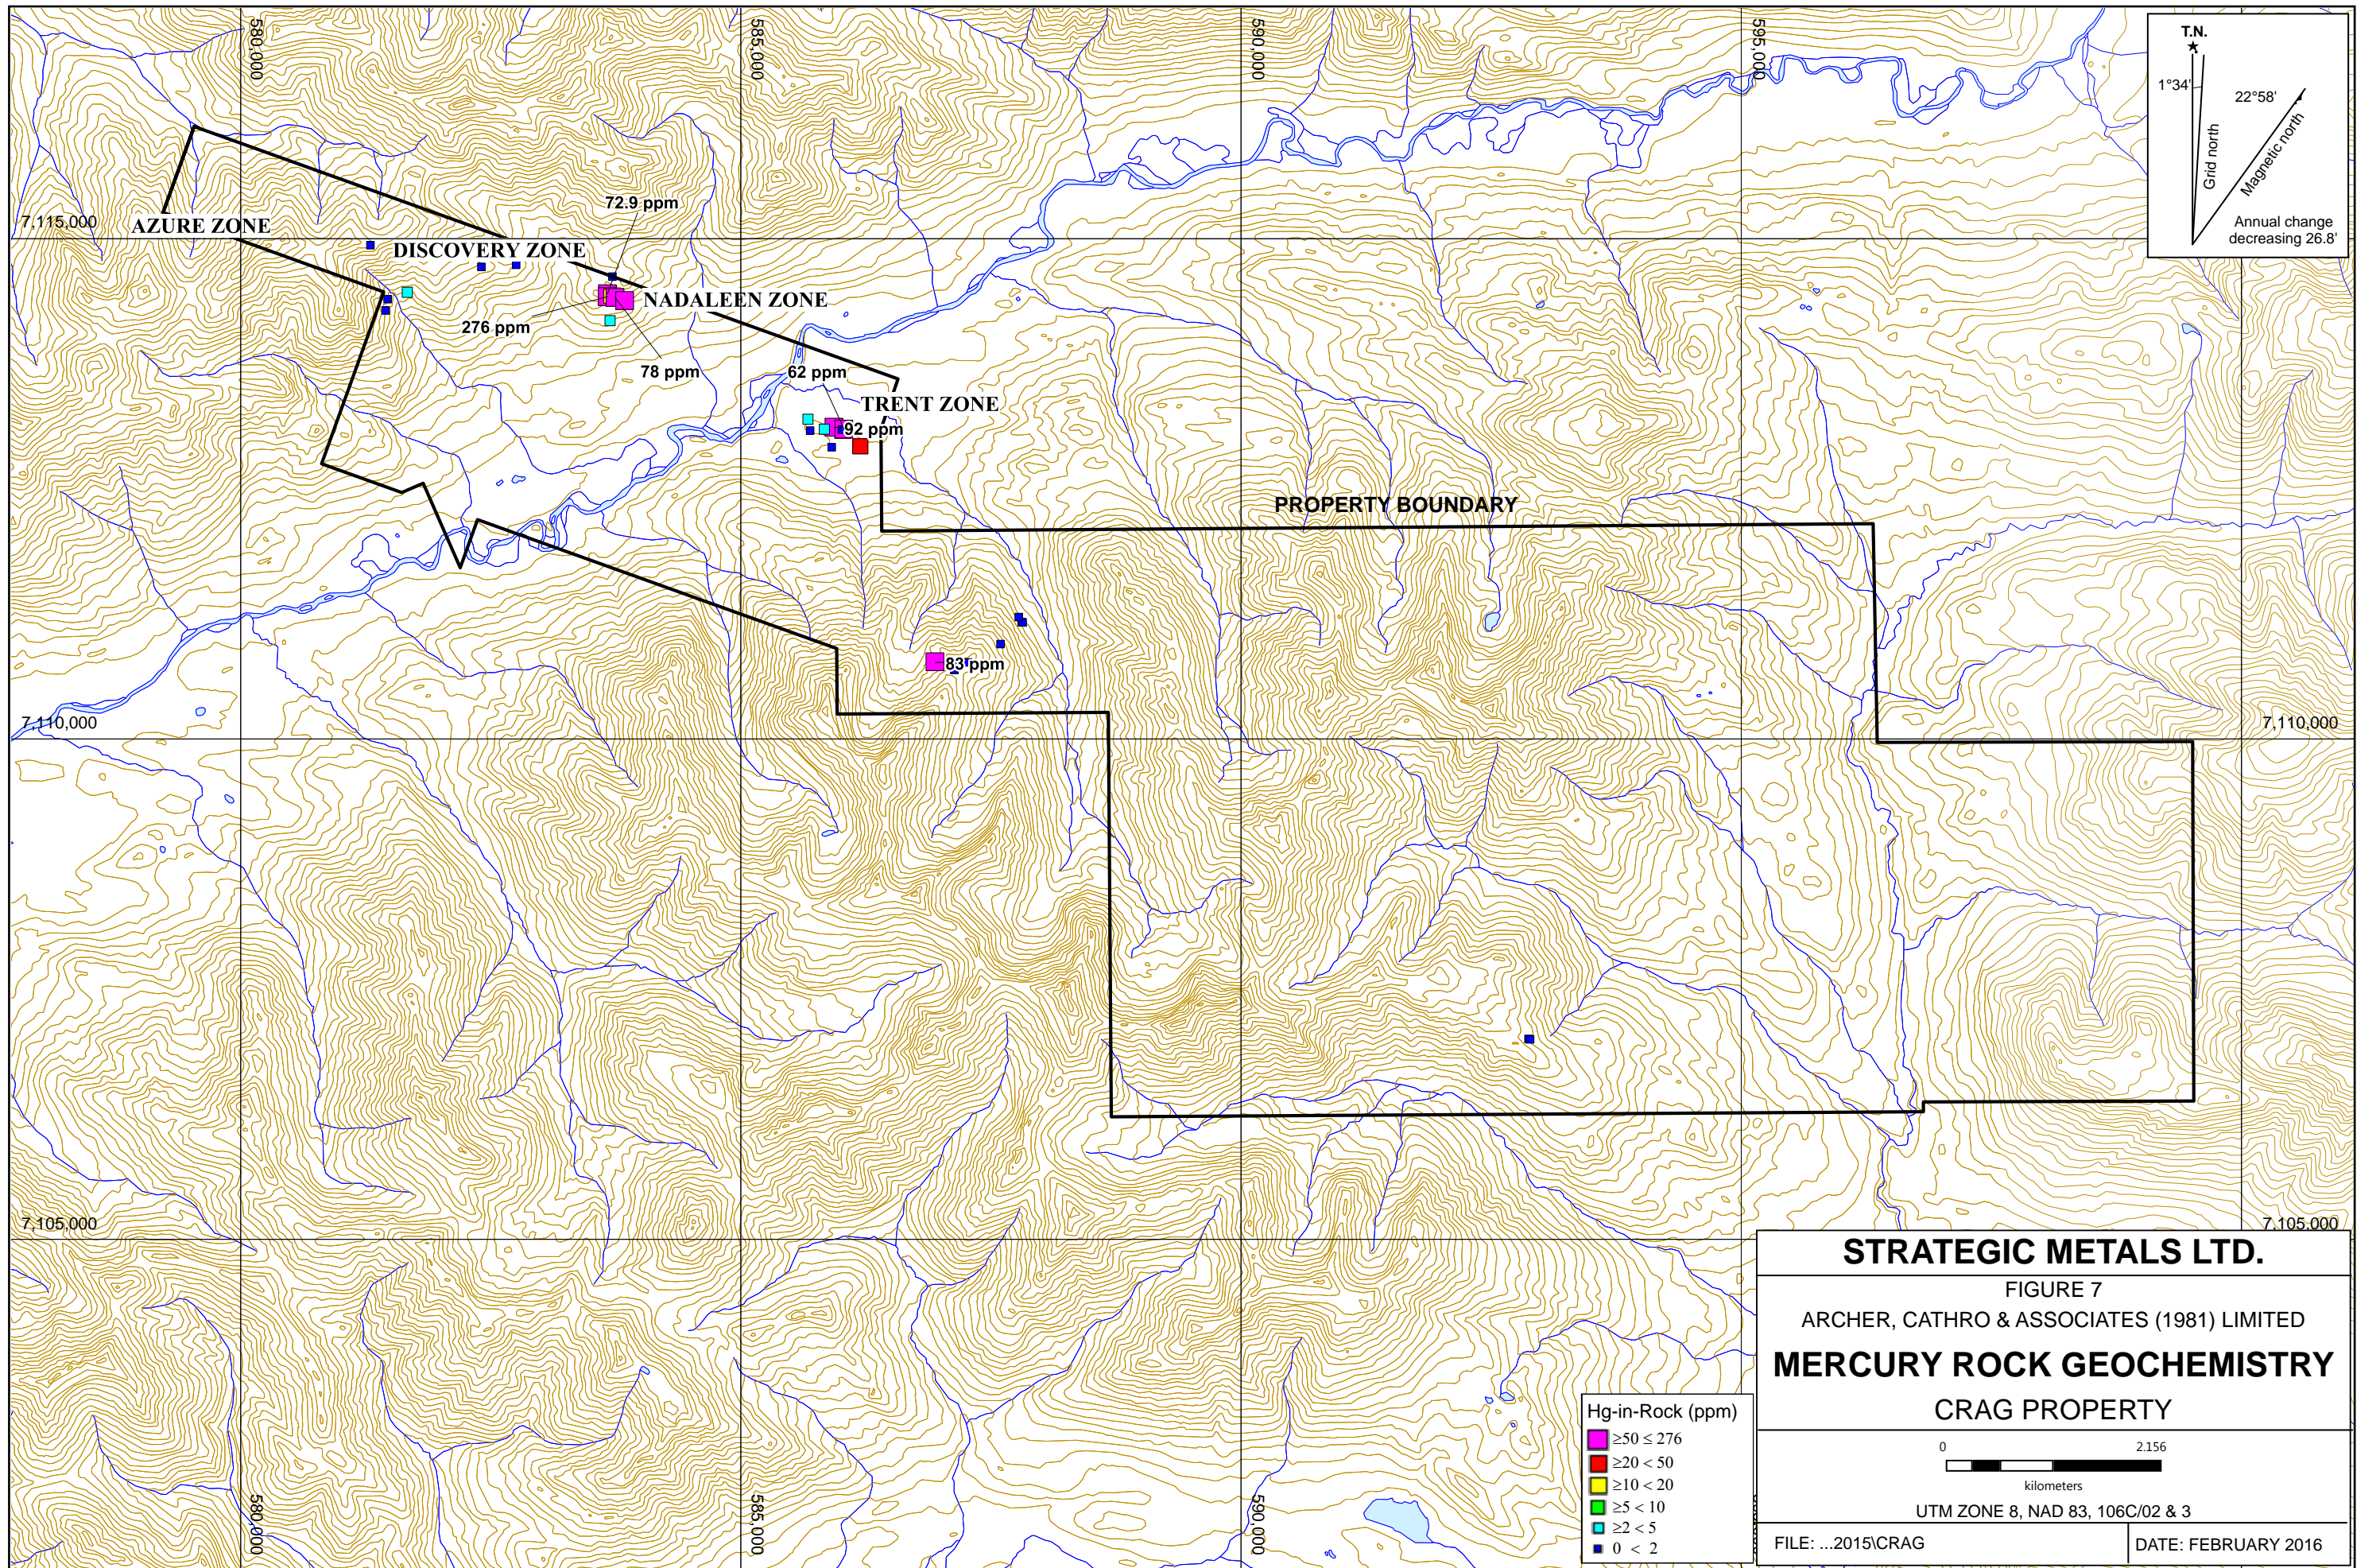 580,000
585,000
590,000
595,000
T.N.
1°34'
22°58'
Grid north
Magnetic north
Annual change
decreasing 26.8'
7,115,000
AZURE ZONE
72.9 ppm
DISCOVERY ZONE
NADALEEN ZONE
276 ppm
78 ppm
62 ppm
TRENT ZONE
92 ppm
PROPERTY BOUNDARY
83 ppm
7,110,000
7,110,000
7,105,000
7,105,000
STRATEGIC METALS LTD.
FIGURE 7
ARCHER, CATHRO & ASSOCIATES (1981) LIMITED
MERCURY ROCK GEOCHEMISTRY
CRAG PROPERTY
0 2.156
kilometers
UTM ZONE 8, NAD 83, 106C/02 & 3
FILE: ...2015\CRAG
DATE: FEBRUARY 2016
Hg-in-Rock (ppm)
≥50 ≤ 276
≥20 < 50
≥10 < 20
≥5 < 10
≥2 < 5
0 < 2
580,000
585,000
590,000